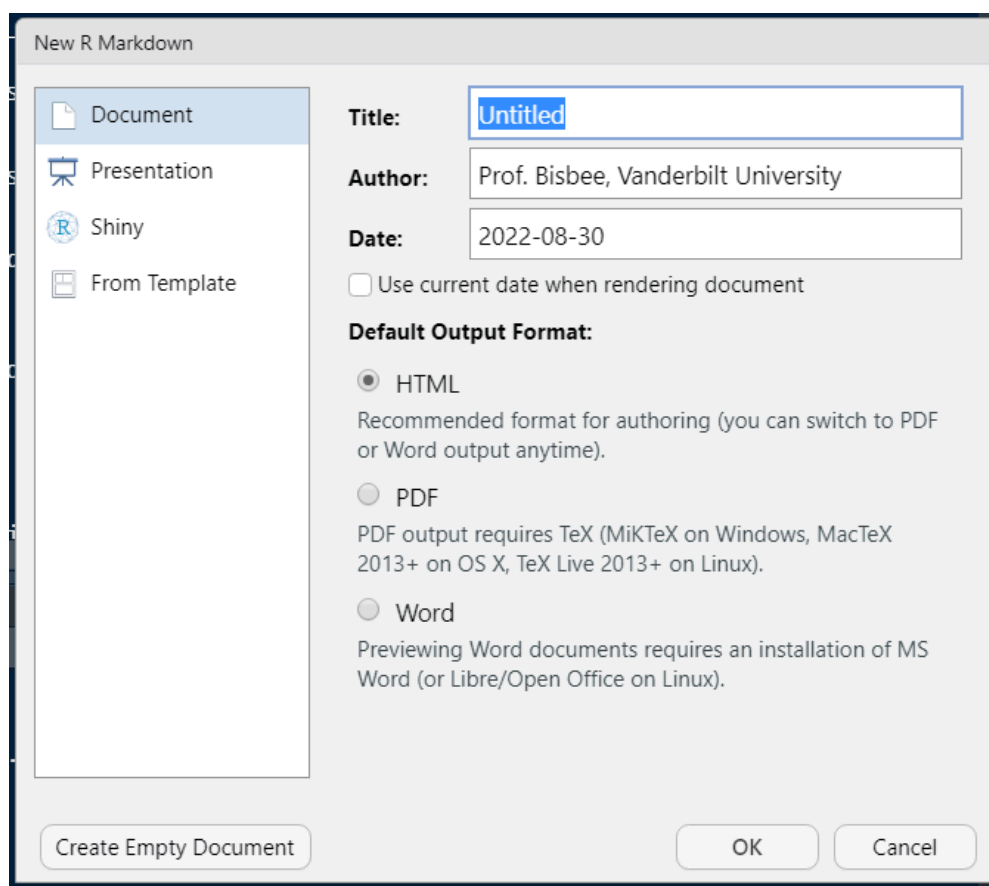 New R Markdown
Document
Presentation
R Shiny
From Template
Title: Untitled
Author: Prof. Bisbee, Vanderbilt University
Date: 2022-08-30
Use current date when rendering document
Default Output Format:
HTML
Recommended format for authoring (you can switch to PDF
or Word output anytime).
PDF
PDF output requires TeX (MiKTeX on Windows, MacTeX
2013+ on OS X, TeX Live 2013+ on Linux).
Word
Previewing Word documents requires an installation of MS
Word (or Libre/Open Office on Linux).
Create Empty Document
OK
Cancel